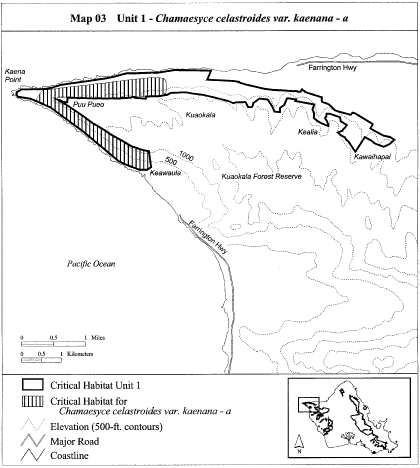 Map 03 Unit 1 - Chamaesyce celastroides var. kaenana - a
Farrington Hwy
Kaena
Point
Puu Pueo
Kuaokala
Kealia
Kawaihapai
1000
500
Keawaula
Kuaokala Forest Reserve
Farrington Hwy
Pacific Ocean
0 0.5 1 Miles
0 0.5 1 Kilometers
Critical Habitat Unit 1
Critical Habitat for
Chamaesyce celastroides var. kaenana - a
Elevation (500-ft. contours)
Major Road
Coastline
N